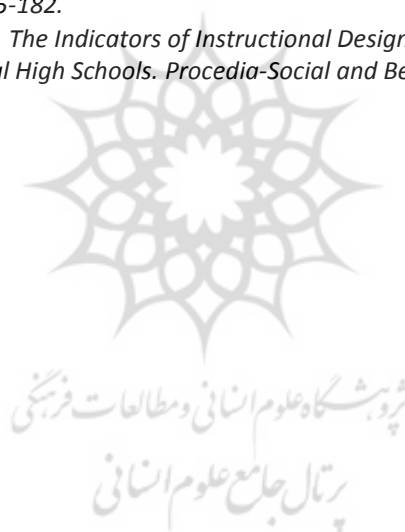 5-182.
The Indicators of Instructional Design
al High Schools. Procedia-Social and Be
پژوهشگاه علوم انسانی و مطالعات فرهنگی
پرتال جامع علوم انسانی